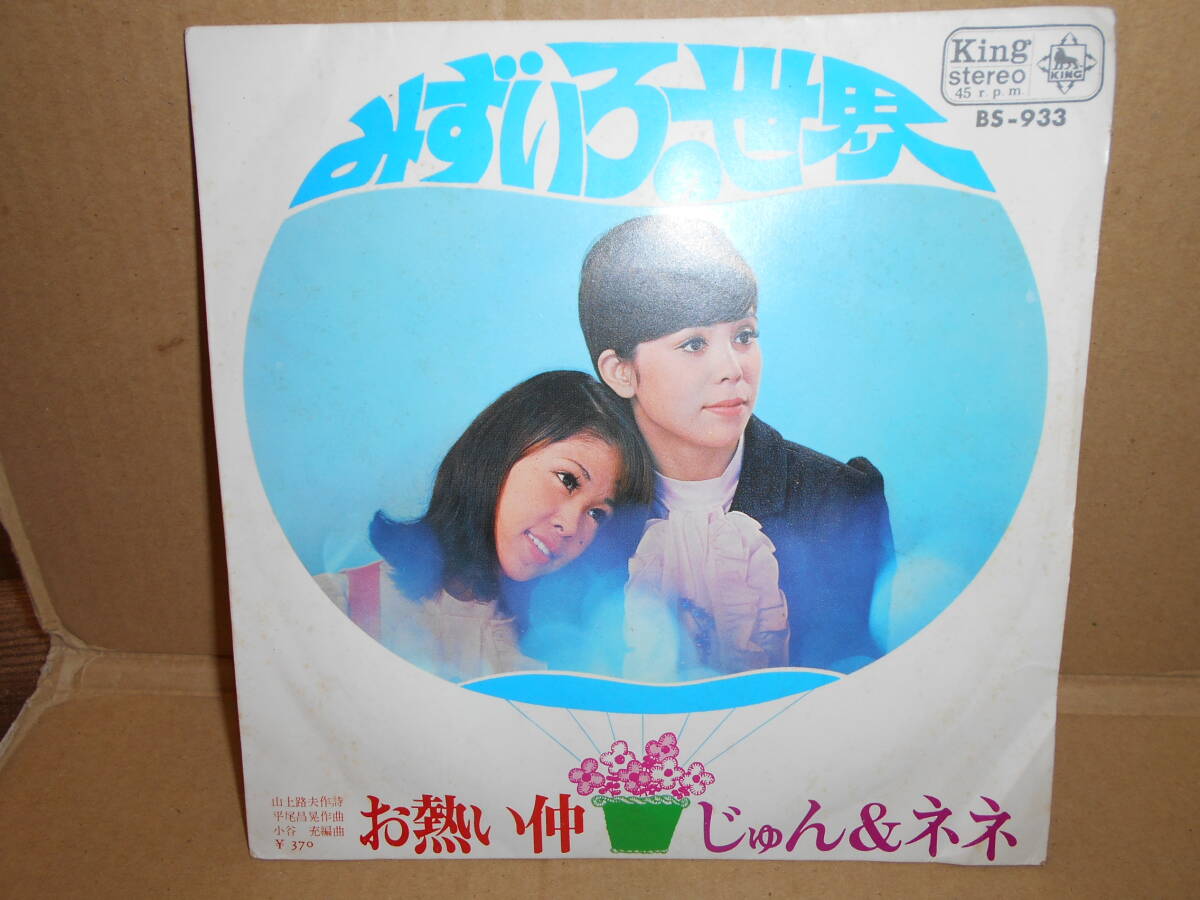 みずいろの世界
King
stereo
45 r.p.m.
KING
BS-933
山上路夫作詩
平尾昌晃作曲
小谷 充編曲
¥370
お熱い仲
じゅん&ネネ